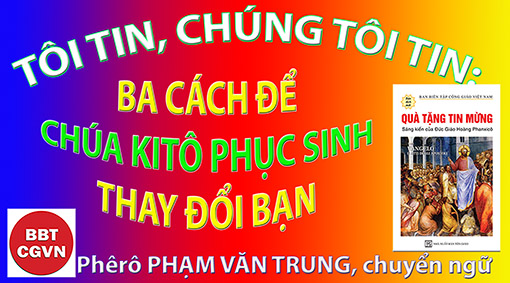 TÔI TIN, CHÚNG TÔI TIN:
BA CÁCH ĐỂ
CHÚA KITÔ PHỤC SINH
THAY ĐỔI BẠN
BAN BIÊN TẬP CÔNG GIÁO VIỆT NAM
QUÀ TẶNG TIN MỪNG
Sáng kiến của Đức Giáo Hoàng Phanxicô
BBT
CGVN
Phêrô PHẠM VĂN TRUNG, chuyển ngữ